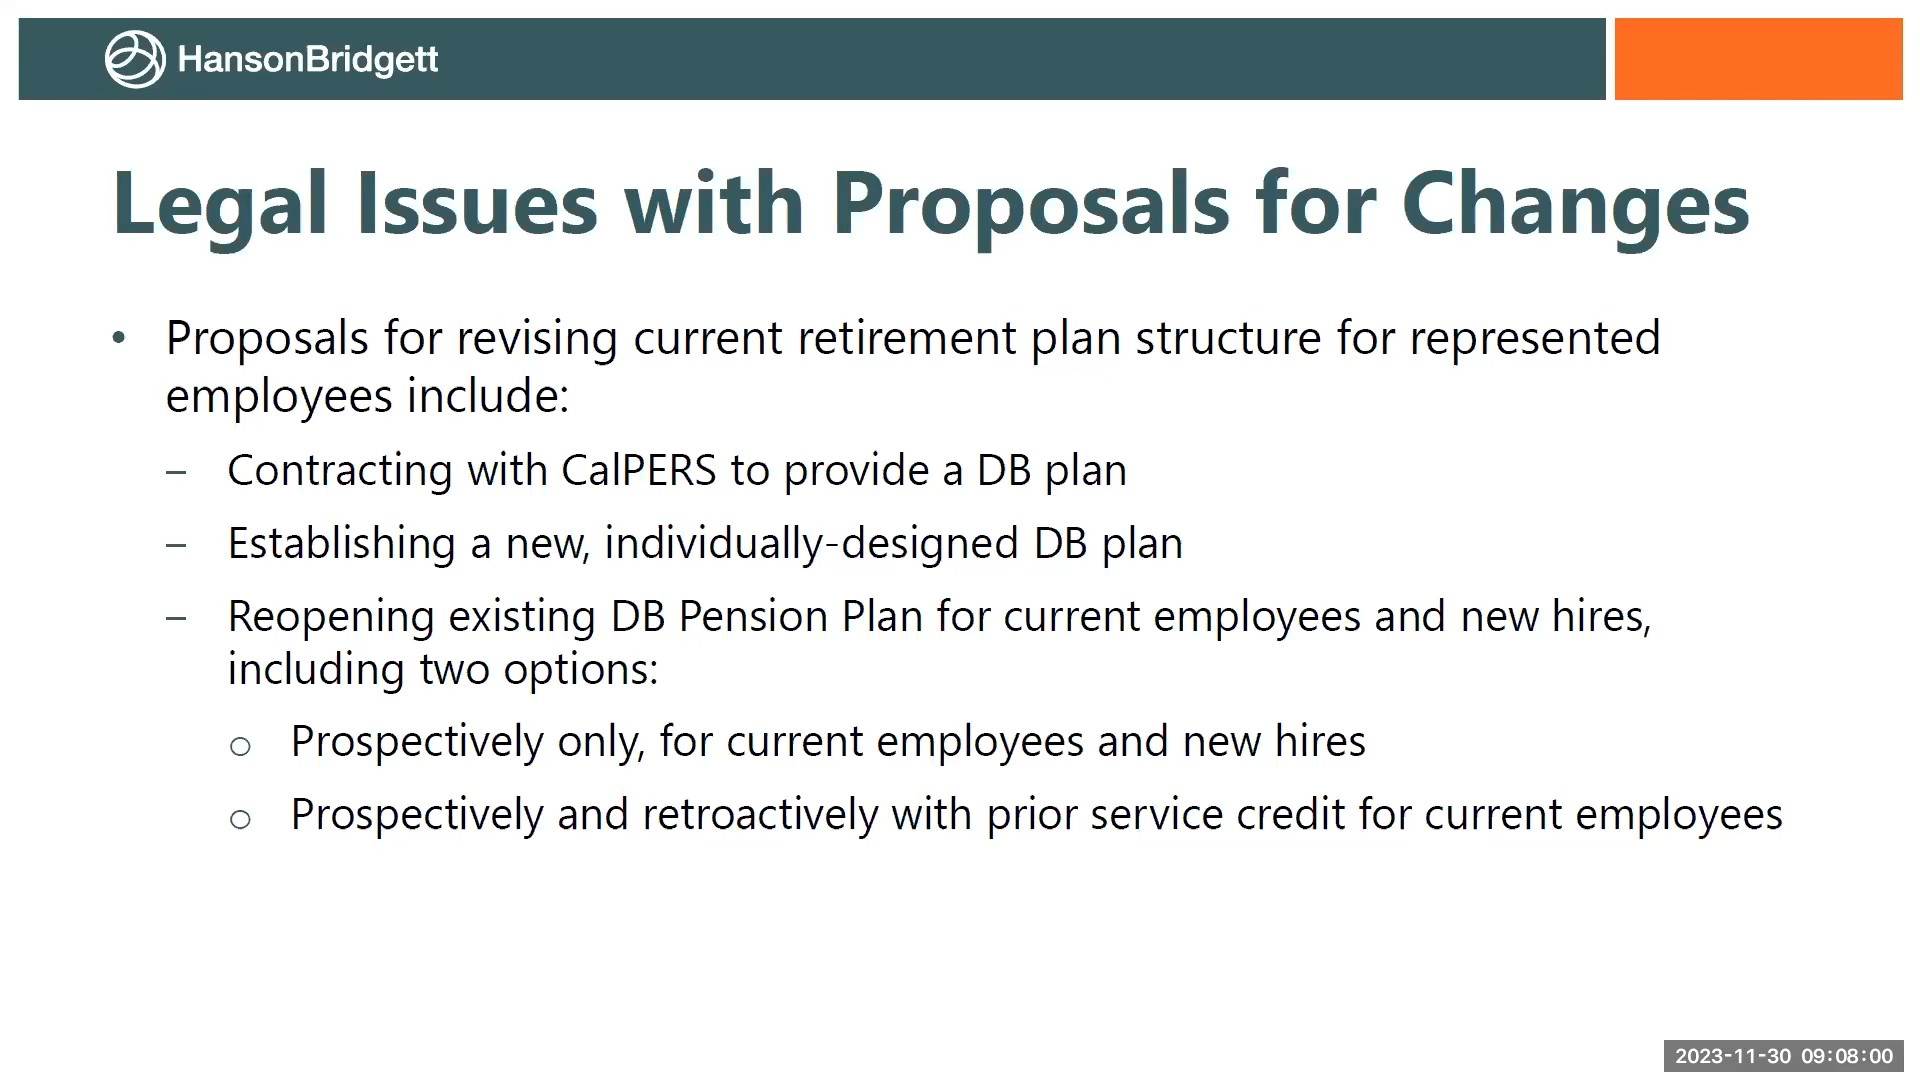 HansonBridgett
Legal Issues with Proposals for Changes
• Proposals for revising current retirement plan structure for represented
employees include:
– Contracting with CalPERS to provide a DB plan
– Establishing a new, individually-designed DB plan
– Reopening existing DB Pension Plan for current employees and new hires,
including two options:
o Prospectively only, for current employees and new hires
o Prospectively and retroactively with prior service credit for current employees
2023-11-30 09:08:00